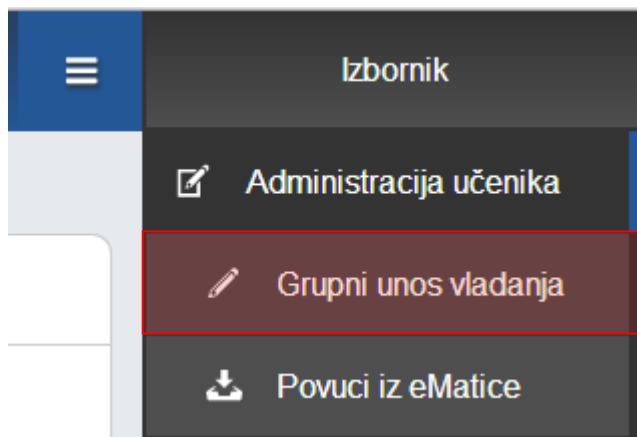 Izbornik
Administracija učenika
Grupni unos vladanja
Povuci iz eMatice